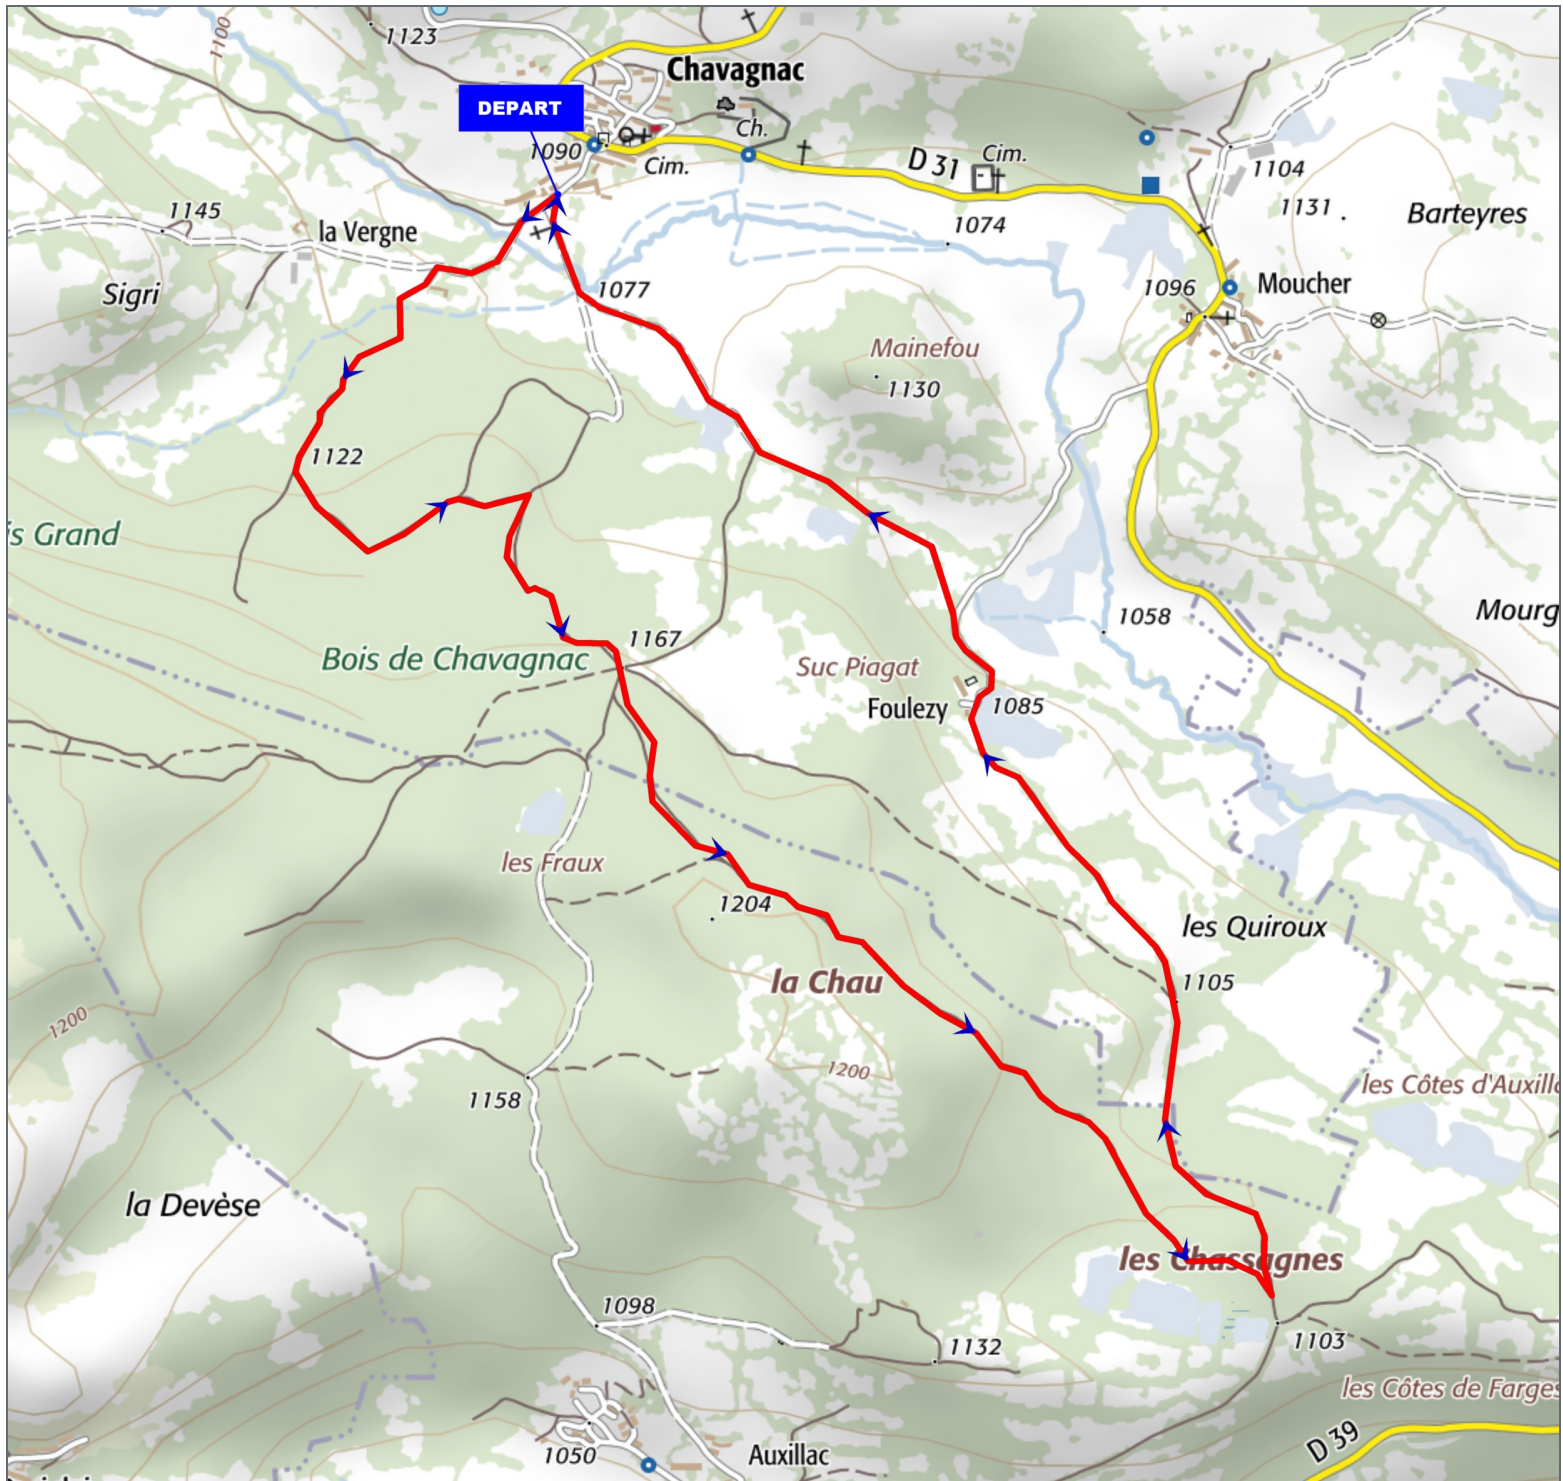 1100
1123
Chavagnac
DEPART
Ch.
1090
Cim.
D 31
Cim.
1104
1145
la Vergne
1131
Barteyres
1074
Sigri
1077
1096
Moucher
Mainefou
1130
1122
is Grand
1058
Mourg
1167
Bois de Chavagnac
Suc Piagat
Foulezy
1085
les Fraux
1204
les Quiroux
la Chau
1105
1200
1200
1158
les Côtes d'Auxill
la Devèse
les Chassagnes
1098
1132
1103
les Côtes de Farges
1050
Auxillac
D 39